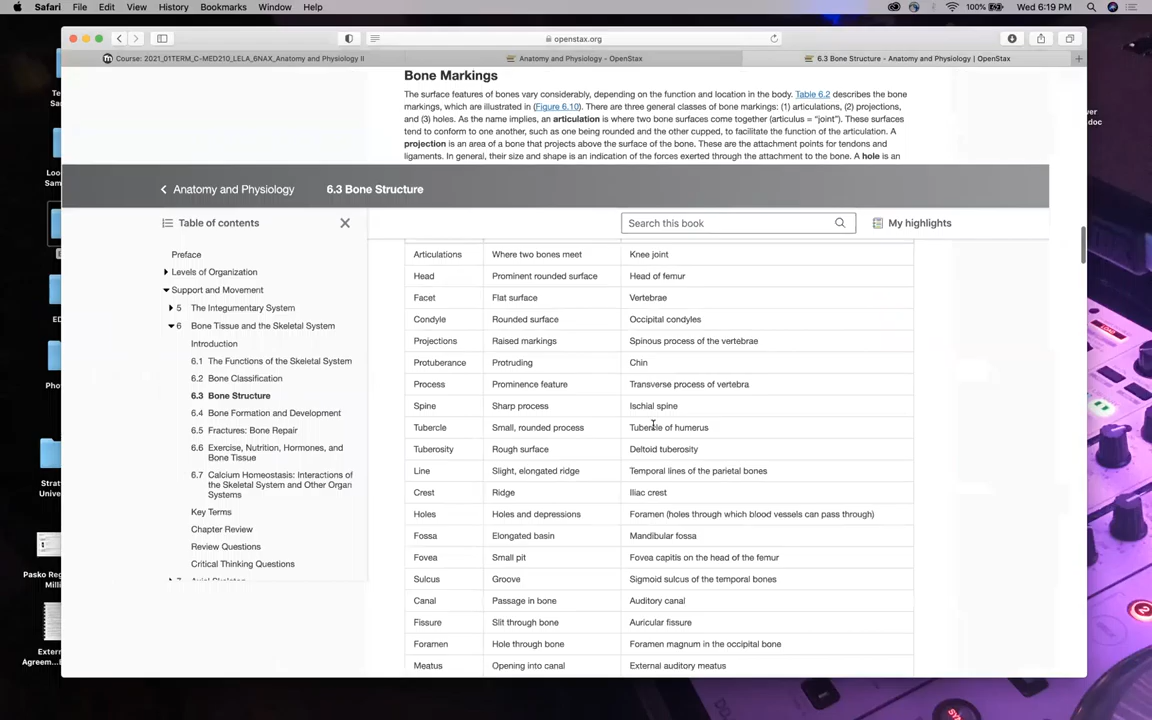 Safari File Edit View History Bookmarks Window Help 100% Wed 6:19 PM
openstax.org
Course: 2021_01TERM_C-MED210_LELA_6NAX_Anatomy and Physiology II
Anatomy and Physiology - OpenStax
6.3 Bone Structure - Anatomy and Physiology | OpenStax
Bone Markings
The surface features of bones vary considerably, depending on the function and location in the body. Table 6.2 describes the bone
markings, which are illustrated in (Figure 6.10). There are three general classes of bone markings: (1) articulations, (2) projections,
and (3) holes. As the name implies, an articulation is where two bone surfaces come together (articulus = “joint”). These surfaces
tend to conform to one another, such as one being rounded and the other cupped, to facilitate the function of the articulation. A
projection is an area of a bone that projects above the surface of the bone. These are the attachment points for tendons and
ligaments. In general, their size and shape is an indication of the forces exerted through the attachment to the bone. A hole is an
Anatomy and Physiology 6.3 Bone Structure
Table of contents
Search this book
My highlights
Preface
Levels of Organization
Support and Movement
5 The Integumentary System
6 Bone Tissue and the Skeletal System
Introduction
6.1 The Functions of the Skeletal System
6.2 Bone Classification
6.3 Bone Structure
6.4 Bone Formation and Development
6.5 Fractures: Bone Repair
6.6 Exercise, Nutrition, Hormones, and
Bone Tissue
6.7 Calcium Homeostasis: Interactions of
the Skeletal System and Other Organ
Systems
Key Terms
Chapter Review
Review Questions
Critical Thinking Questions
7 Axial Skeleton
Articulations Where two bones meet Knee joint
Head Prominent rounded surface Head of femur
Facet Flat surface Vertebrae
Condyle Rounded surface Occipital condyles
Projections Raised markings Spinous process of the vertebrae
Protuberance Protruding Chin
Process Prominence feature Transverse process of vertebra
Spine Sharp process Ischial spine
Tubercle Small, rounded process Tubercle of humerus
Tuberosity Rough surface Deltoid tuberosity
Line Slight, elongated ridge Temporal lines of the parietal bones
Crest Ridge Iliac crest
Holes Holes and depressions Foramen (holes through which blood vessels can pass through)
Fossa Elongated basin Mandibular fossa
Fovea Small pit Fovea capitis on the head of the femur
Sulcus Groove Sigmoid sulcus of the temporal bones
Canal Passage in bone Auditory canal
Fissure Slit through bone Auricular fissure
Foramen Hole through bone Foramen magnum in the occipital bone
Meatus Opening into canal External auditory meatus
Pasko Reg
Agreem...E
doc
LOOP